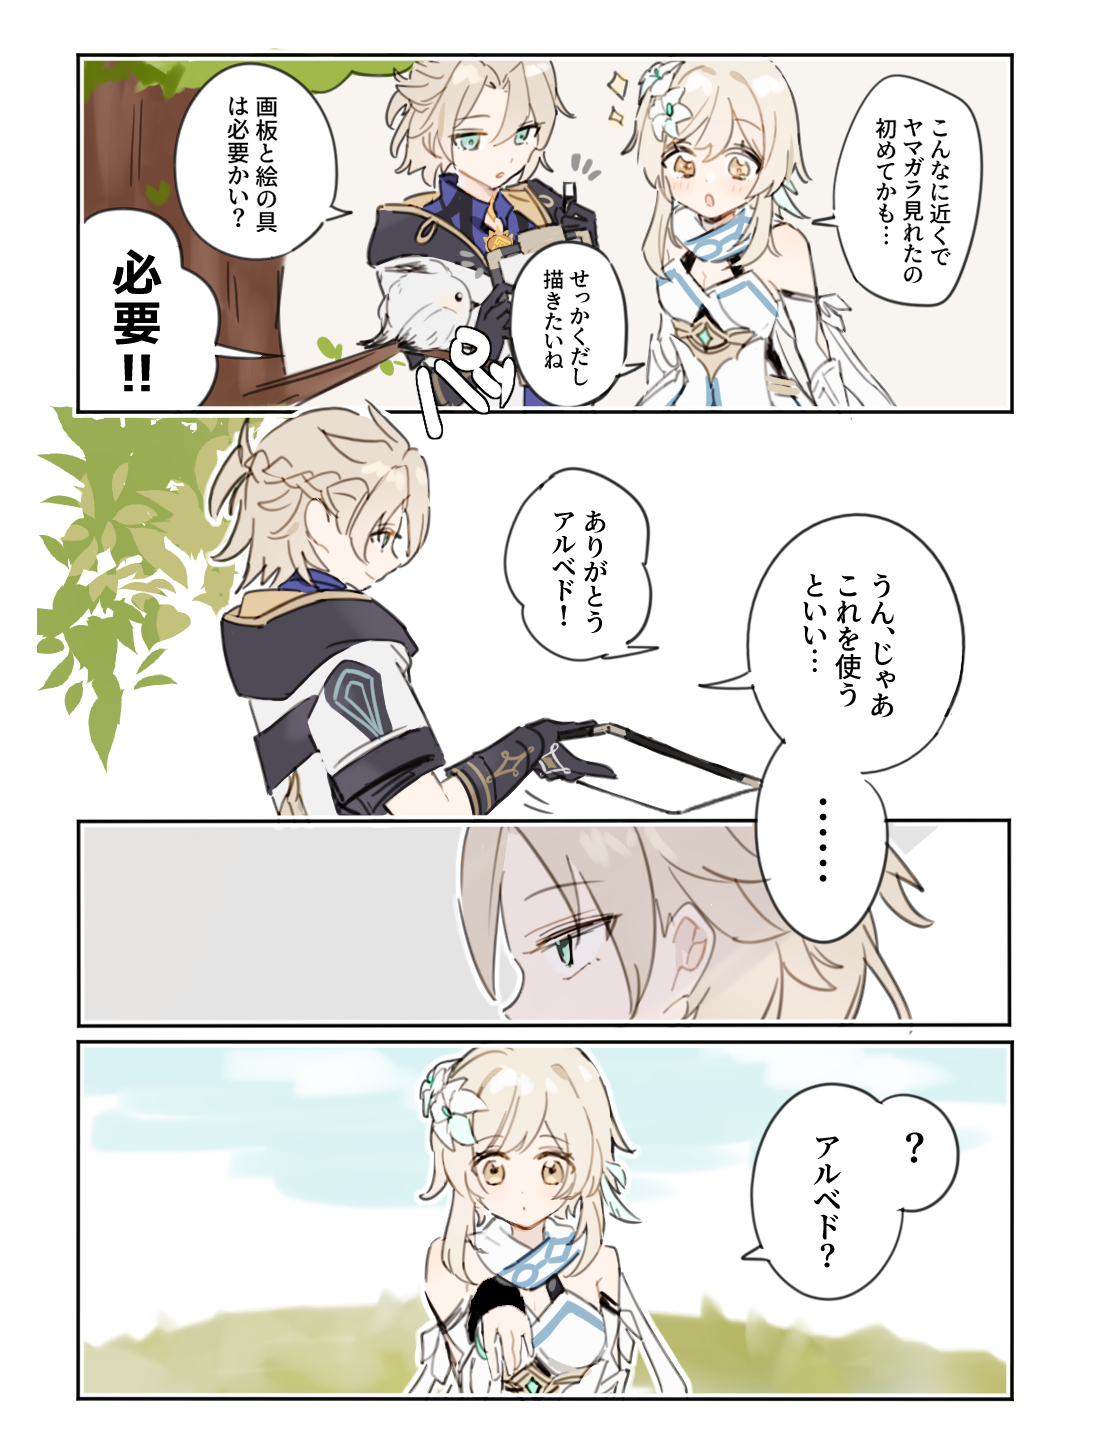 こんなに近くで
ヤマガラ見れたの
初めてかも…
せっかくだし
描きたいね
画板と絵の具
は必要かい？
必要!!
パッ
ありがとう
アルベド！
うん、じゃあ
これを使う
といい…
……
？
アルベド？